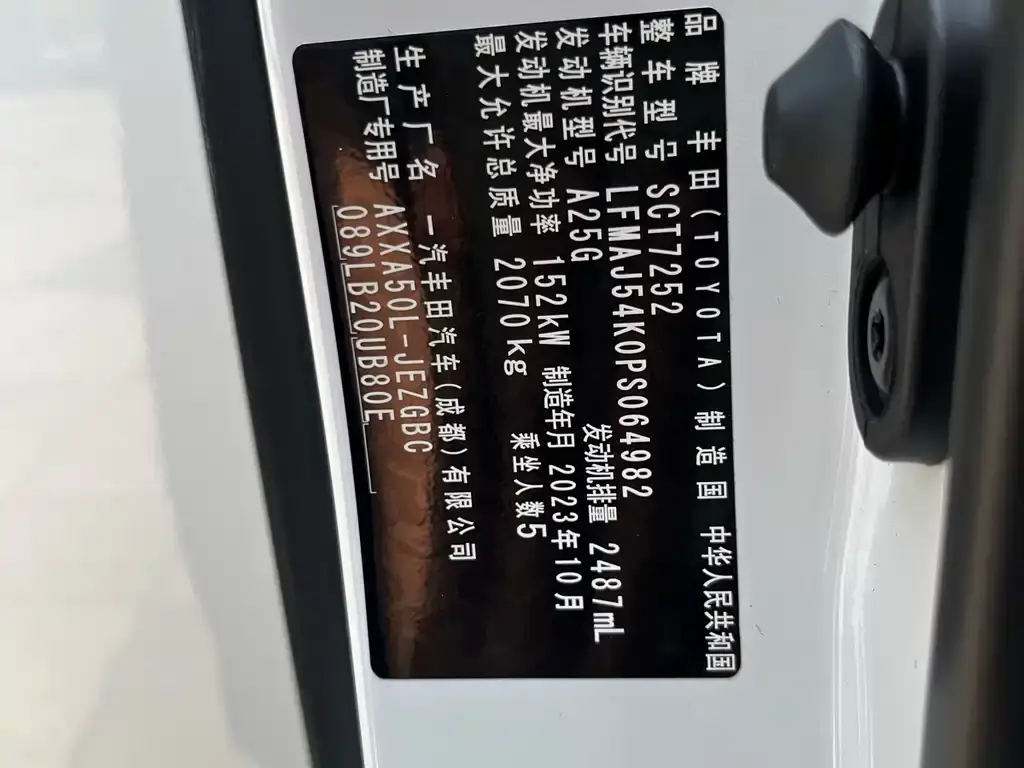 品牌 丰田(TOYOTA) 制造国 中华人民共和国
整车型号 SCT7252
车辆识别代号 LFMAJ54K0PS064982
发动机型号 A25G 发动机排量 2487mL
发动机最大净功率 152kW 制造年月 2023年10月
最大允许总质量 2070kg 乘坐人数5
生产厂名 一汽丰田汽车(成都)有限公司
制造厂专用号 AXXA50L-JEZGBC
089LB20UB80E